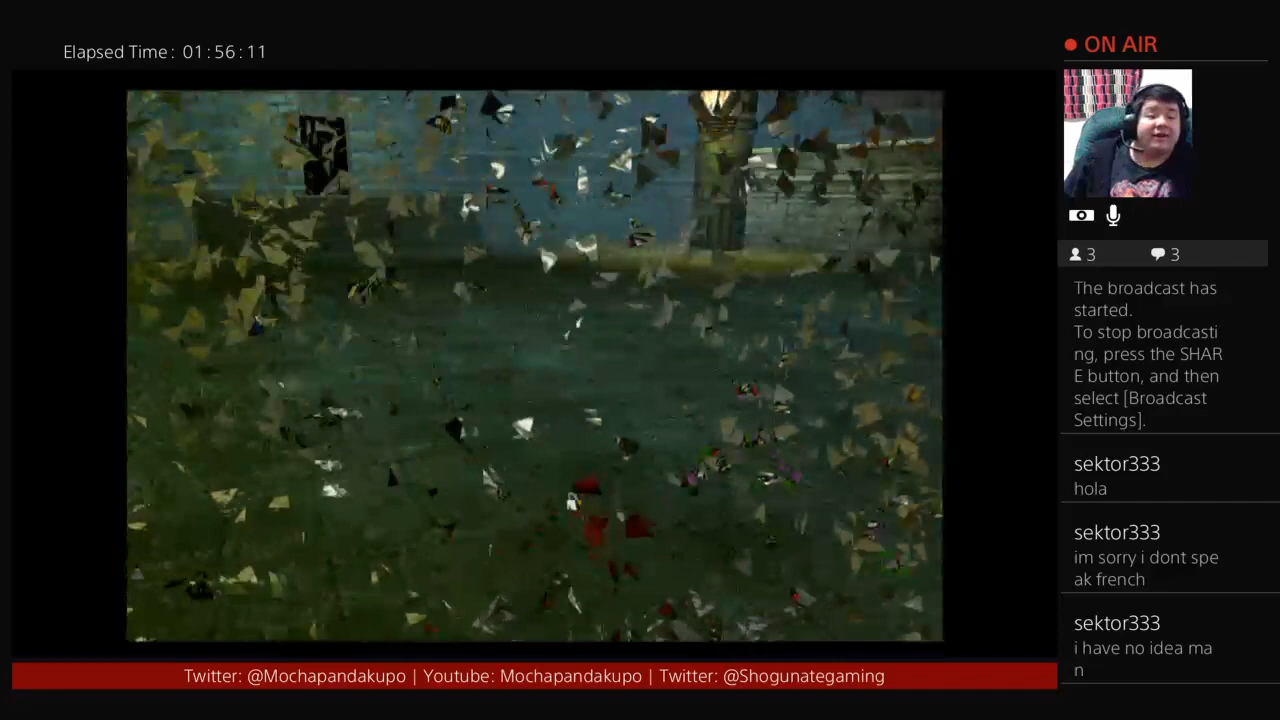 Elapsed Time: 01:56:11
ON AIR
3 3
The broadcast has
started.
To stop broadcasti
ng, press the SHAR
E button, and then
select [Broadcast
Settings].
sektor333
hola
sektor333
im sorry i dont spe
ak french
sektor333
i have no idea ma
n
Twitter: @Mochapandakupo | Youtube: Mochapandakupo | Twitter: @Shogunategaming